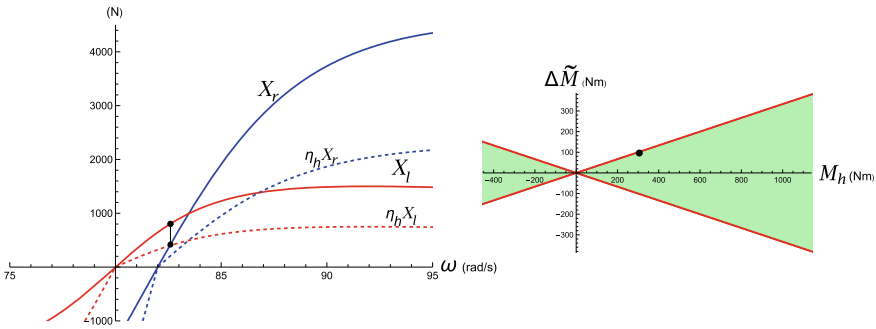 (N)
4000
3000
2000
1000
−1000
75
85
90
95
ω (rad/s)
X_r
η_h X_r
X_l
η_h X_l
ΔM̃ (Nm)
300
200
100
−100
−200
−300
−400
−200
200
400
600
800
1000
M_h (Nm)